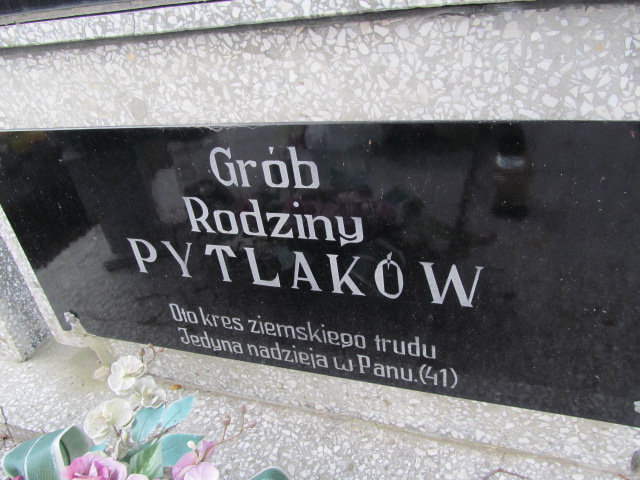 Grób
Rodziny
PYTLAKÓW
Oto kres ziemskiego trudu
Jedyna nadzieja w Panu.(41)